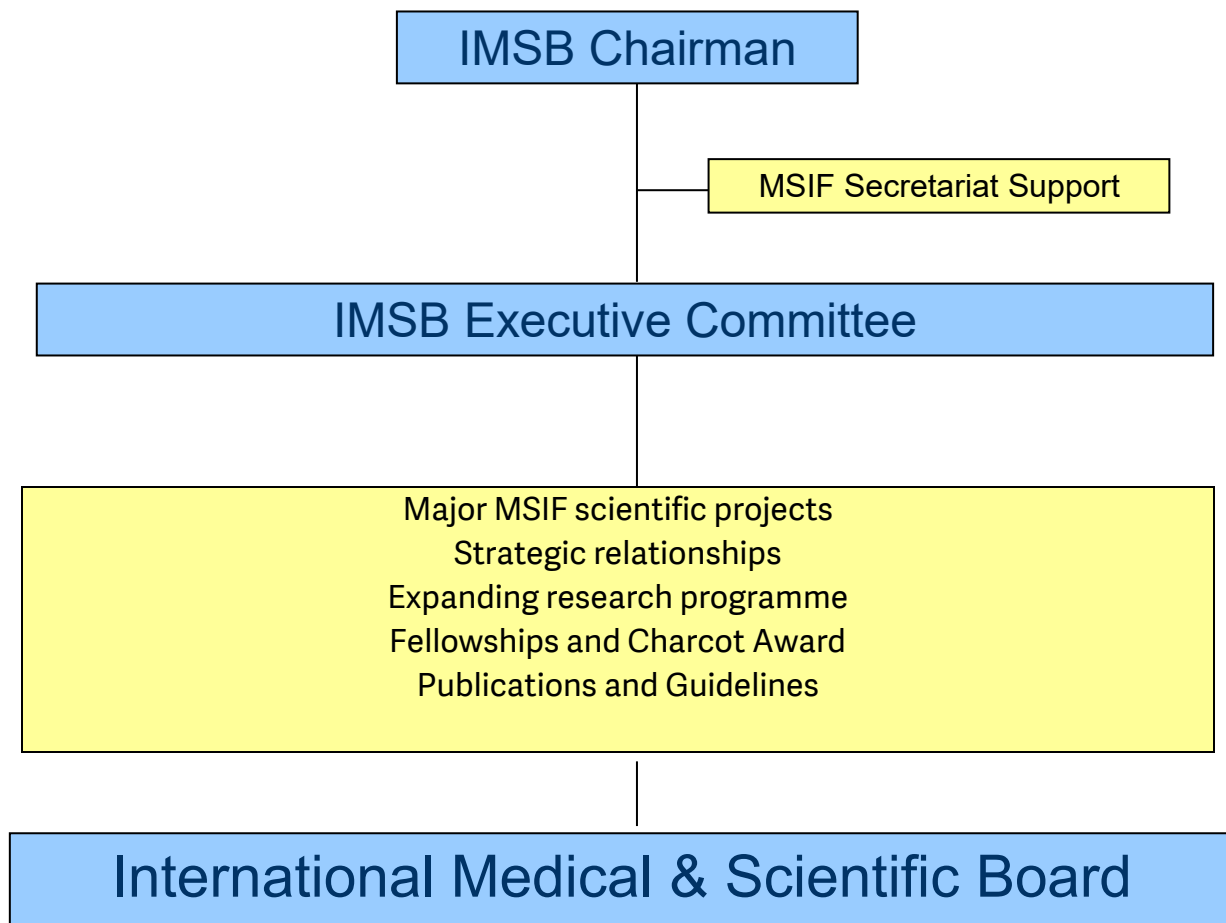 IMSB Chairman
MSIF Secretariat Support
IMSB Executive Committee
Major MSIF scientific projects
Strategic relationships
Expanding research programme
Fellowships and Charcot Award
Publications and Guidelines
International Medical & Scientific Board